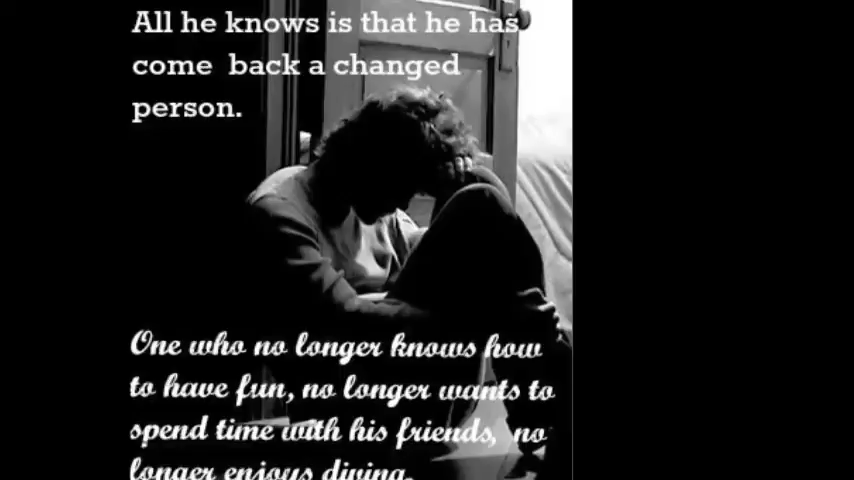 All he knows is that he has
come back a changed
person.
One who no longer knows how
to have fun, no longer wants to
spend time with his friends, no
longer enjoys diving.